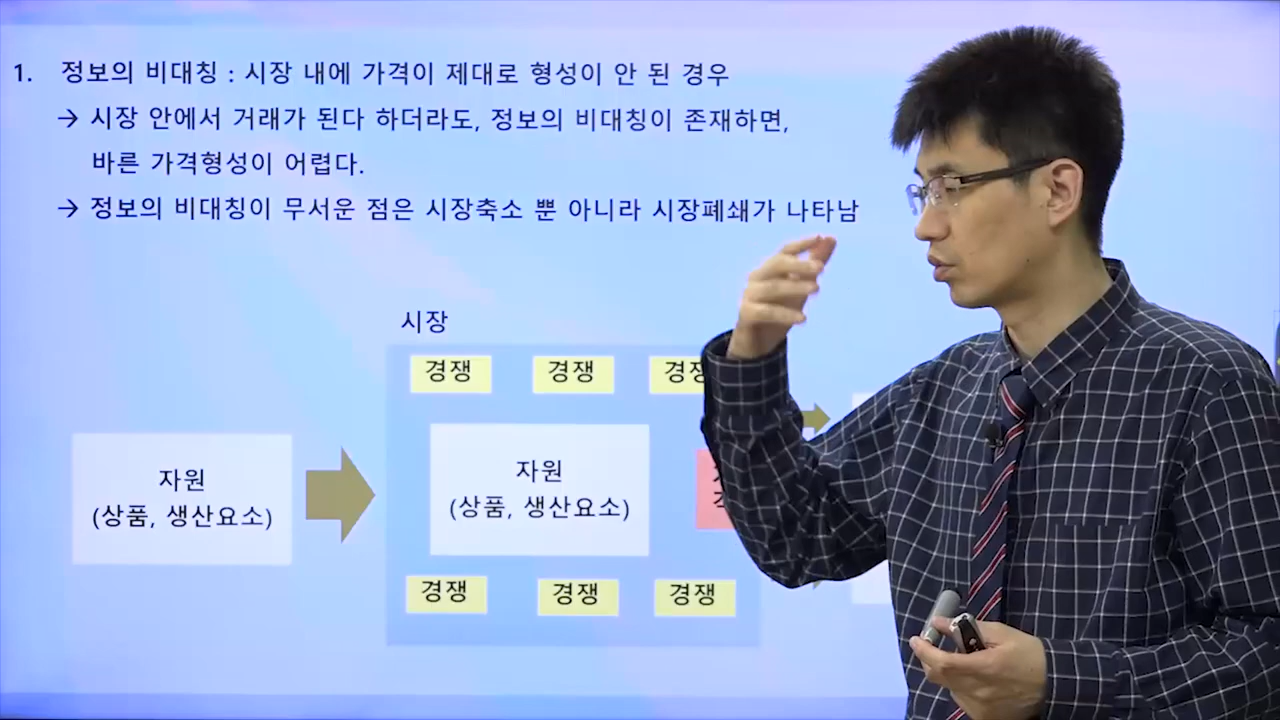 1. 정보의 비대칭 : 시장 내에 가격이 제대로 형성이 안 된 경우
→ 시장 안에서 거래가 된다 하더라도, 정보의 비대칭이 존재하면,
바른 가격형성이 어렵다.
→ 정보의 비대칭이 무서운 점은 시장축소 뿐 아니라 시장폐쇄가 나타남
시장
경쟁 경쟁 경쟁
자원
(상품, 생산요소)
자원
(상품, 생산요소)
경쟁 경쟁 경쟁